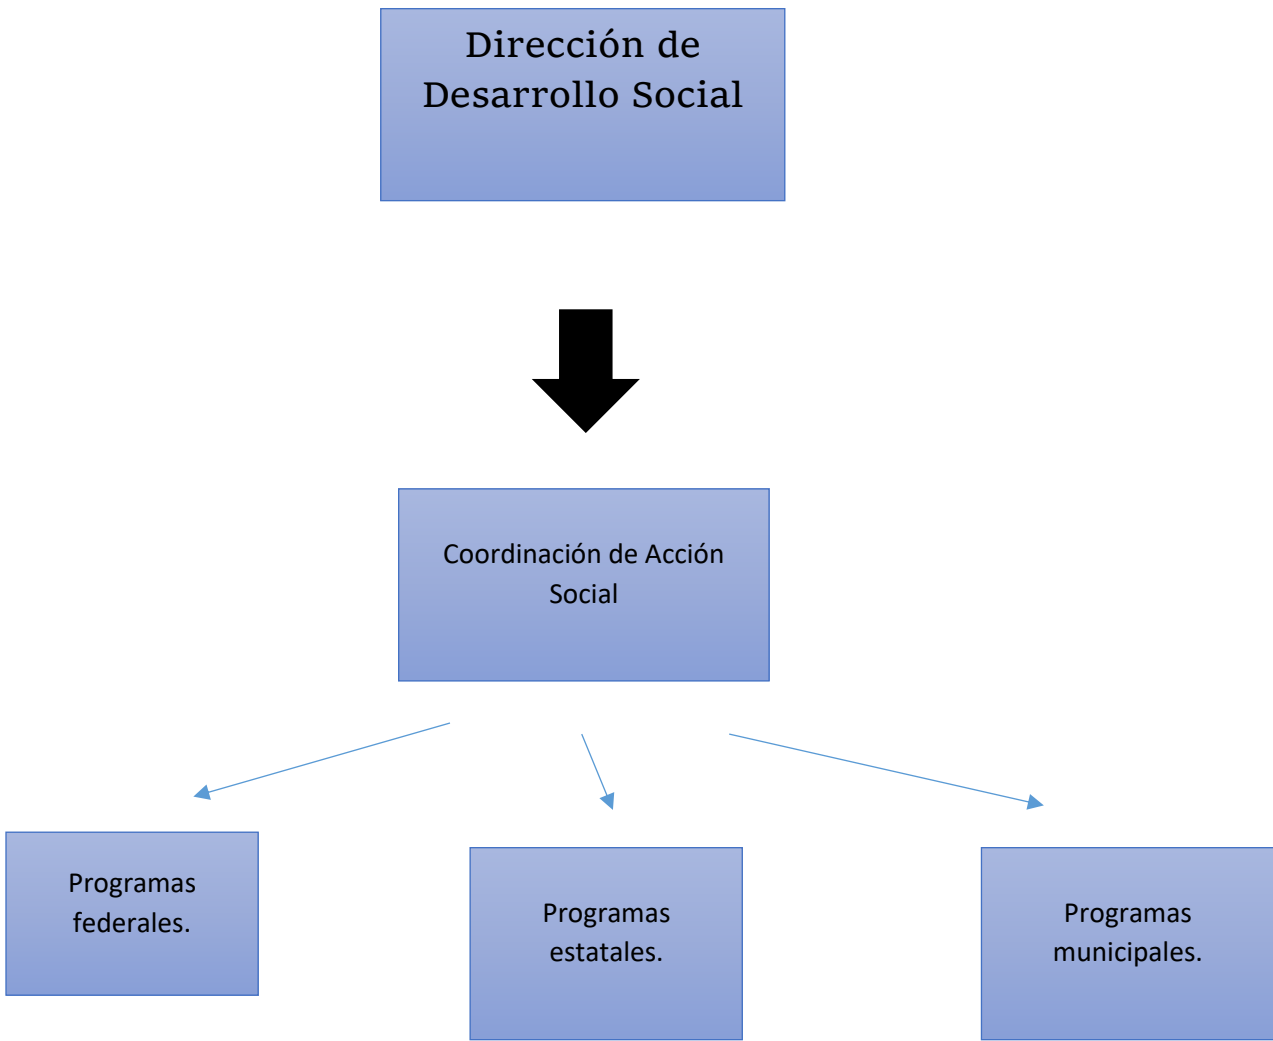 Dirección de
Desarrollo Social
Coordinación de Acción
Social
Programas
federales.
Programas
estatales.
Programas
municipales.